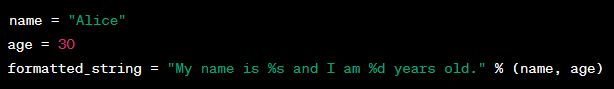 name = "Alice"
age = 30
formatted_string = "My name is %s and I am %d years old." % (name, age)